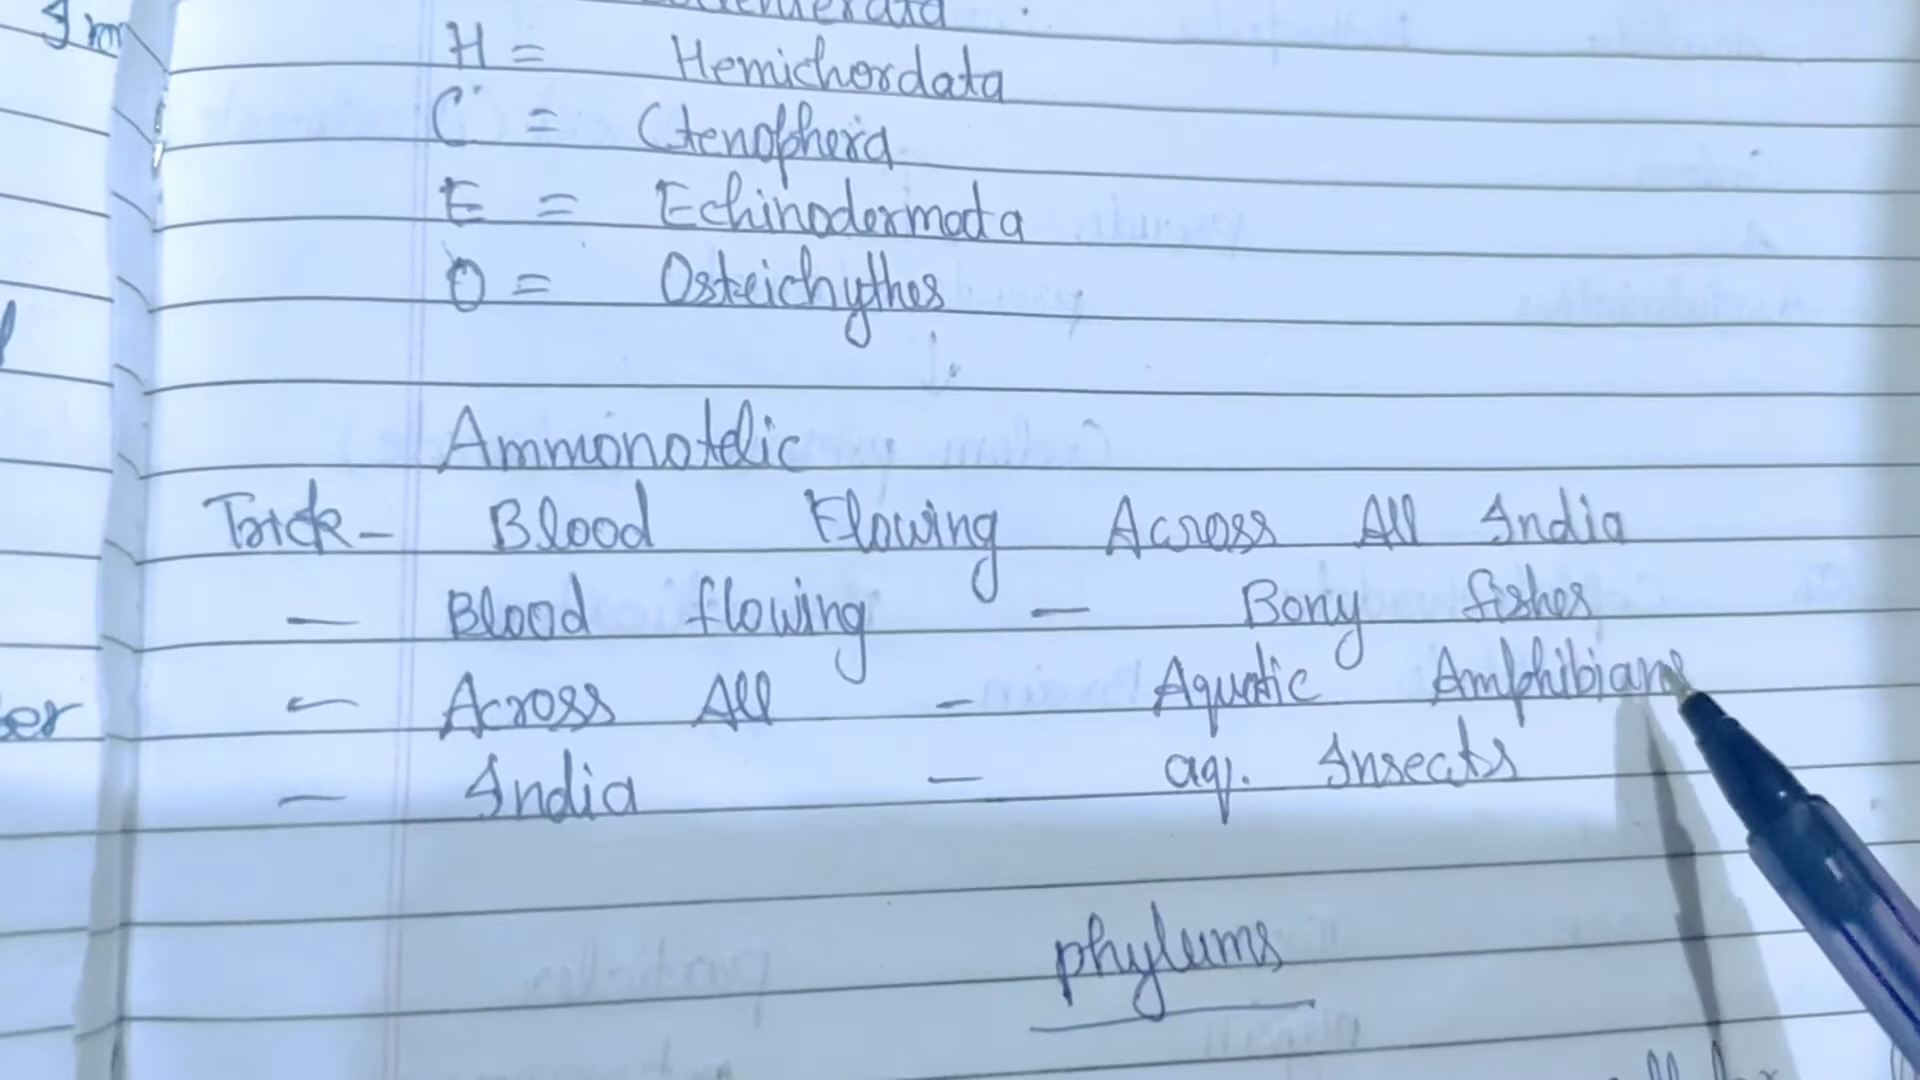 H = Hemichordata
C = Ctenophera
E = Echinodermata
O = Osteichythes
Ammonotelic
Trick - Blood Flowing Across All India
- Blood flowing - Bony fishes
- Across All - Aquatic Amphibians
- India - aq. Insects
phylums